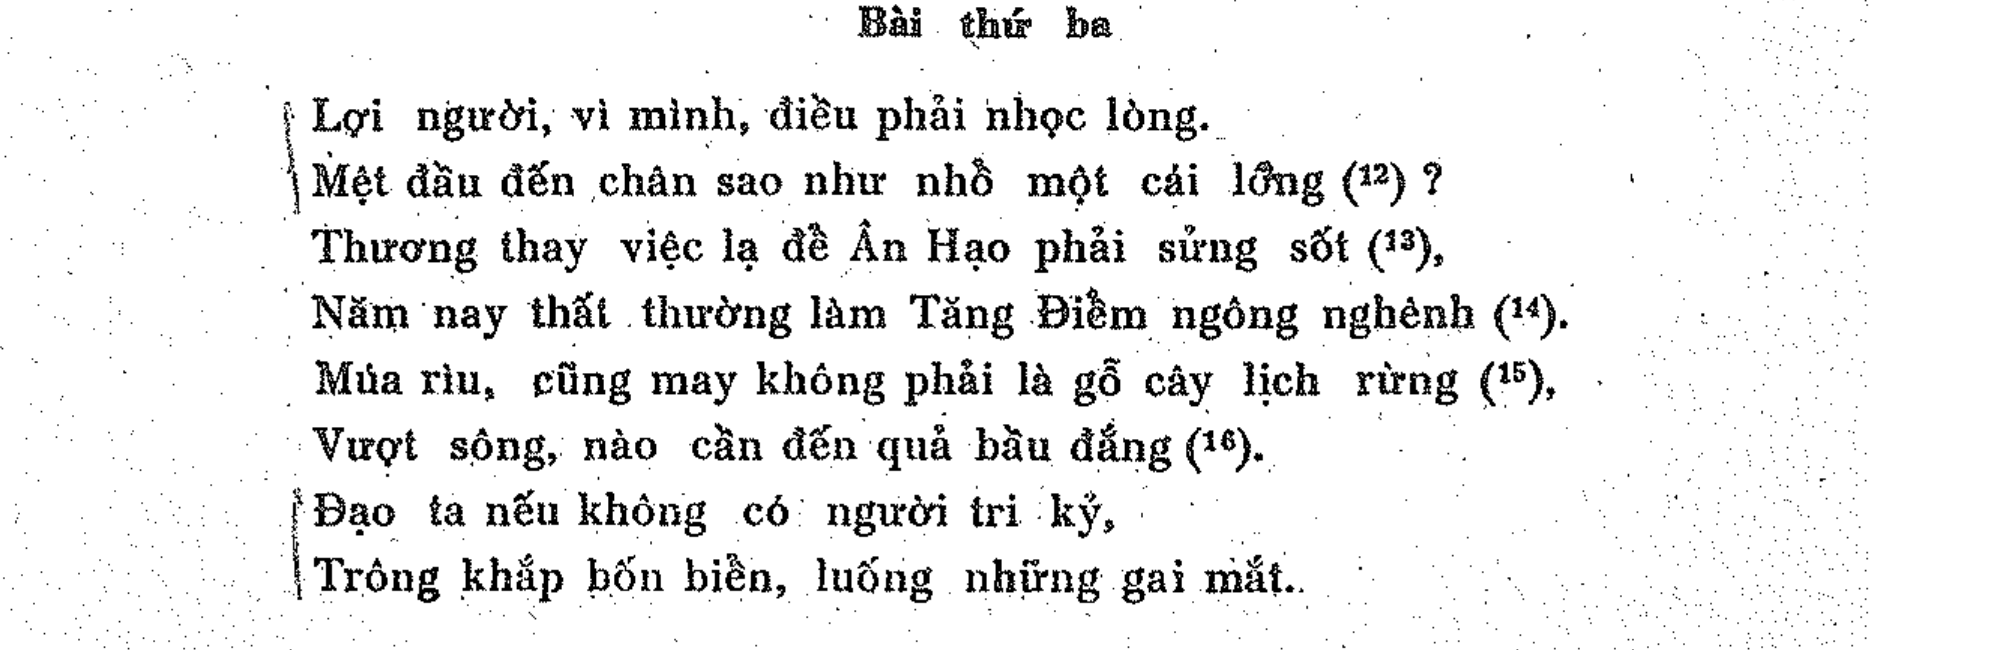 Bài thứ ba
Lợi người, vì mình, điều phải nhọc lòng.
Mệt đầu đến chân sao như nhổ một cái lông (12) ?
Thương thay việc lạ để Ân Hạo phải sửng sốt (13),
Năm nay thất thường làm Tăng Điểm ngông nghênh (14).
Múa rìu, cũng may không phải là gỗ cây lịch rừng (15),
Vượt sông, nào cần đến quả bầu đắng (16).
Đạo ta nếu không có người tri kỷ,
Trông khắp bốn biển, luống những gai mắt.